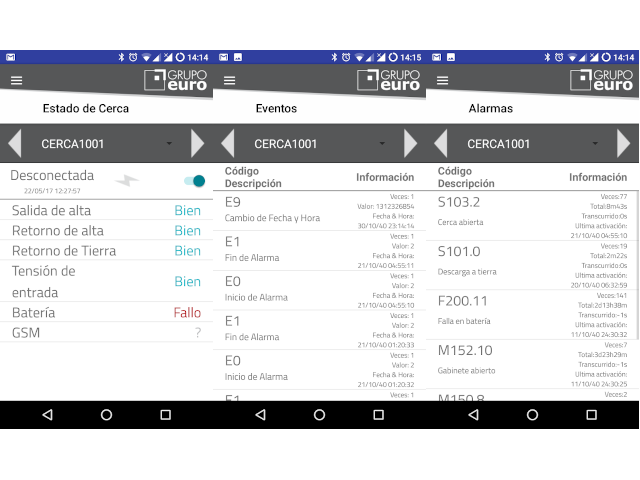 14:14
GRUPO
euro
Estado de Cerca
CERCA1001
Desconectada
22/05/17 12:27:57
Salida de alta Bien
Retorno de alta Bien
Retorno de Tierra Bien
Tensión de
entrada Bien
Batería Fallo
GSM ?
14:15
GRUPO
euro
Eventos
CERCA1001
Código
Descripción
Información
E9
Cambio de Fecha y Hora
Veces: 1
Valor: 1312326854
Fecha & Hora:
30/10/40 23:14:14
E1
Fin de Alarma
Veces: 1
Valor: 2
Fecha & Hora:
21/10/40 04:55:11
E0
Inicio de Alarma
Veces: 1
Valor: 2
Fecha & Hora:
21/10/40 04:55:10
E1
Fin de Alarma
Veces: 1
Valor: 2
Fecha & Hora:
21/10/40 01:20:33
E0
Inicio de Alarma
Veces: 1
Valor: 2
Fecha & Hora:
21/10/40 01:20:32
E1
Veces: 1
14:14
GRUPO
euro
Alarmas
CERCA1001
Código
Descripción
Información
S103.2
Cerca abierta
Veces:77
Total:8m43s
Transcurrido:0s
Ultima activación:
21/10/40 04:55:10
S101.0
Descarga a tierra
Veces:19
Total:2m22s
Transcurrido:0s
Ultima activación:
20/10/40 06:32:59
F200.11
Falla en batería
Veces:141
Total:2d13h38m
Transcurrido:~1s
Ultima activación:
11/10/40 24:30:39
M152.10
Gabinete abierto
Veces:7
Total:3d23h29m
Transcurrido:~1s
Ultima activación:
11/10/40 24:30:25
M150.8
Veces:2